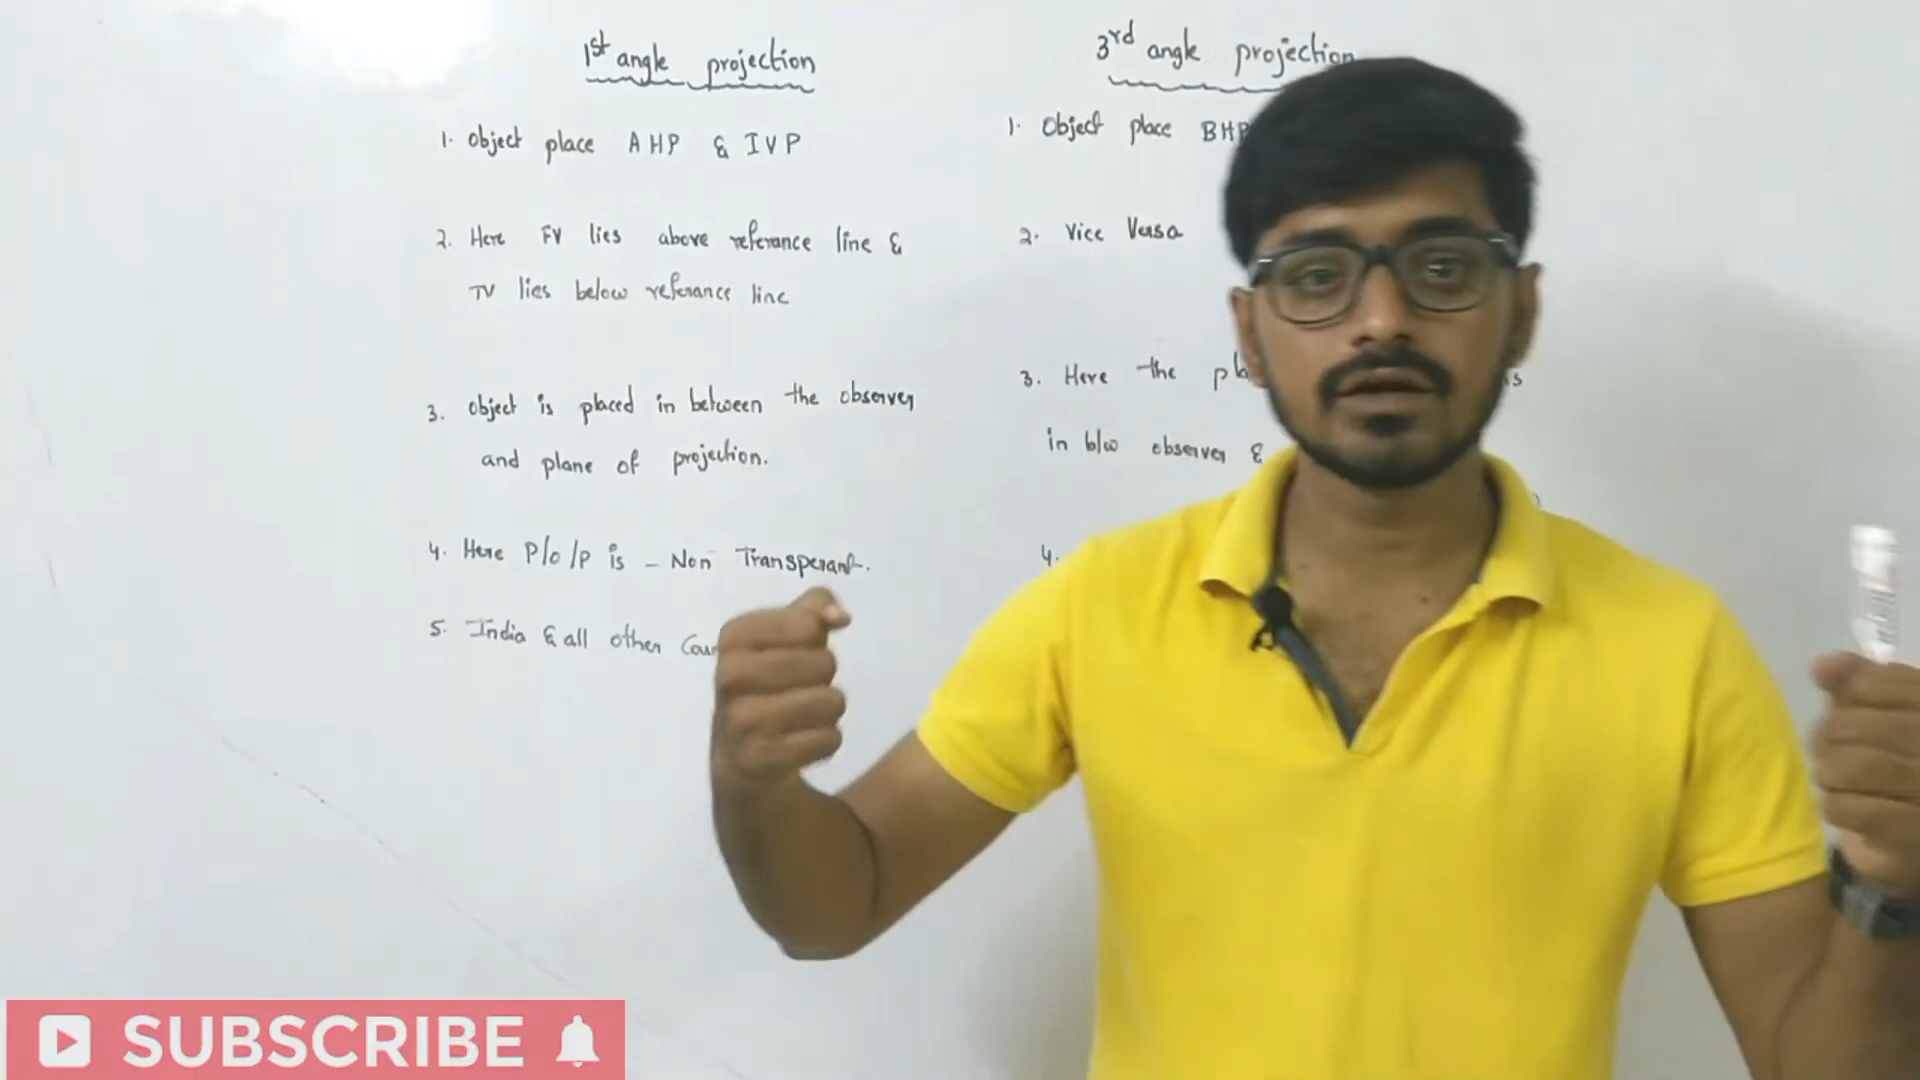 1st angle projection
1. Object place AHP & IVP
2. Here FV lies above referance line &
TV lies below referance line
3. Object is placed in between the observer
and plane of projection.
4. Here P/o/P is - Non Transperant.
5. India & all other
3rd angle projection
1. Object place BHP
2. Vice Versa
3. Here the
in b/w observer &
4.
SUBSCRIBE